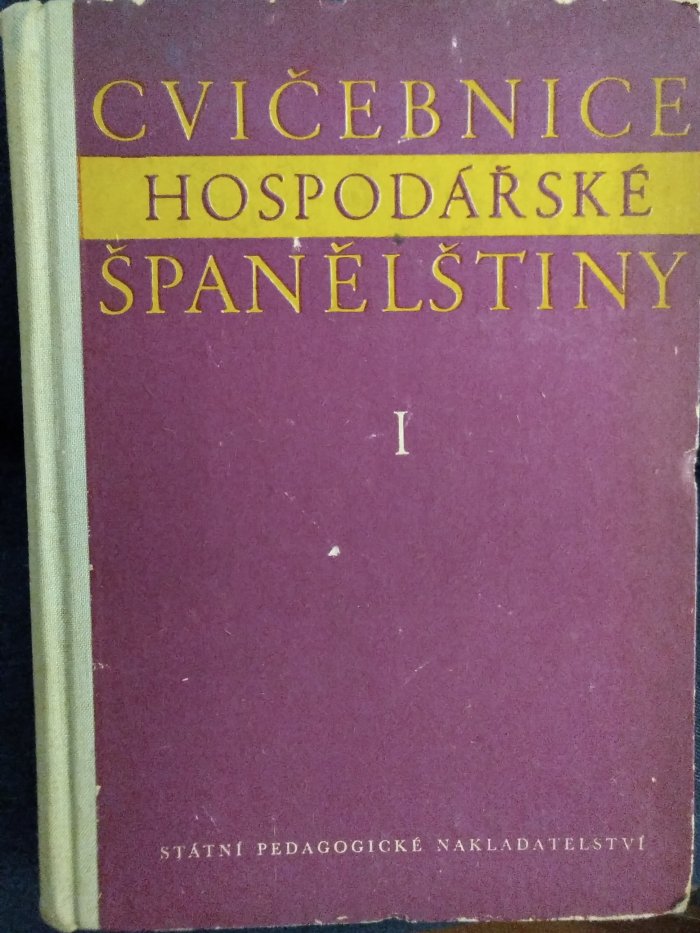 CVIČEBNICE
HOSPODÁŘSKÉ
ŠPANĚLŠTINY
I
STÁTNÍ PEDAGOGICKÉ NAKLADATELSTVÍ